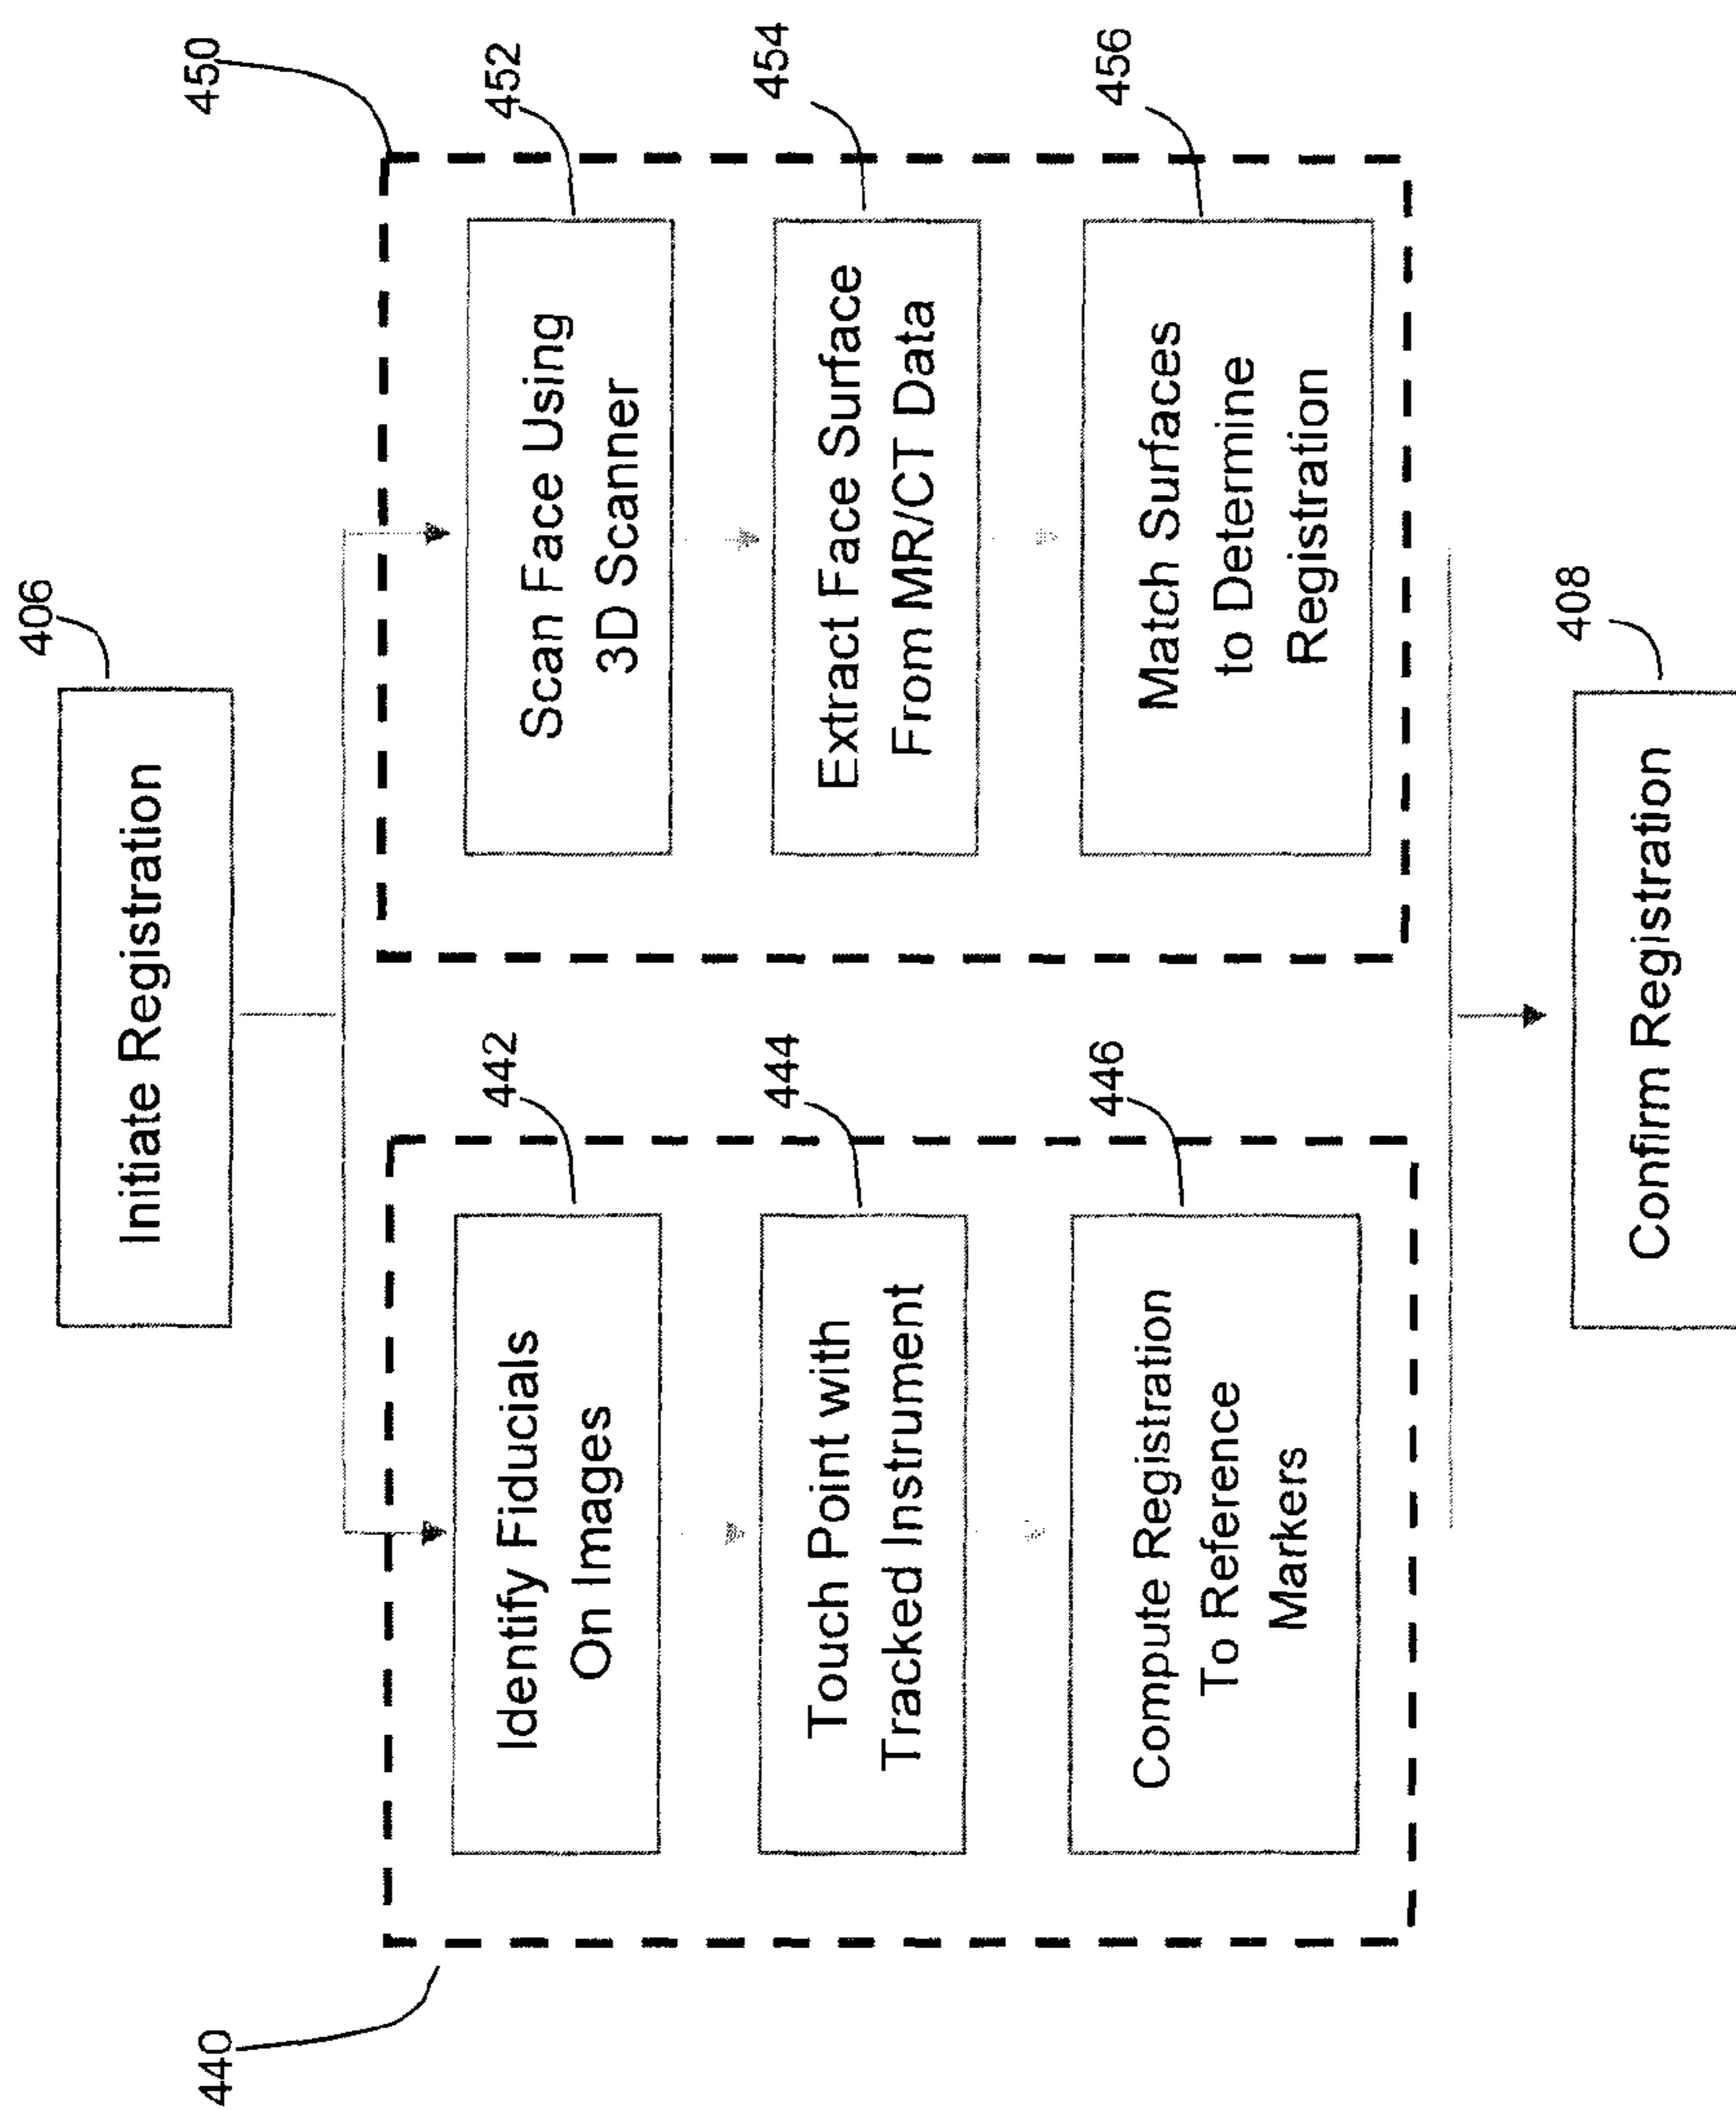 406
Initiate Registration
440
442
Identify Fiducials
On Images
444
Touch Point with
Tracked Instrument
446
Compute Registration
To Reference
Markers
450
452
Scan Face Using
3D Scanner
454
Extract Face Surface
From MR/CT Data
456
Match Surfaces
to Determine
Registration
408
Confirm Registration